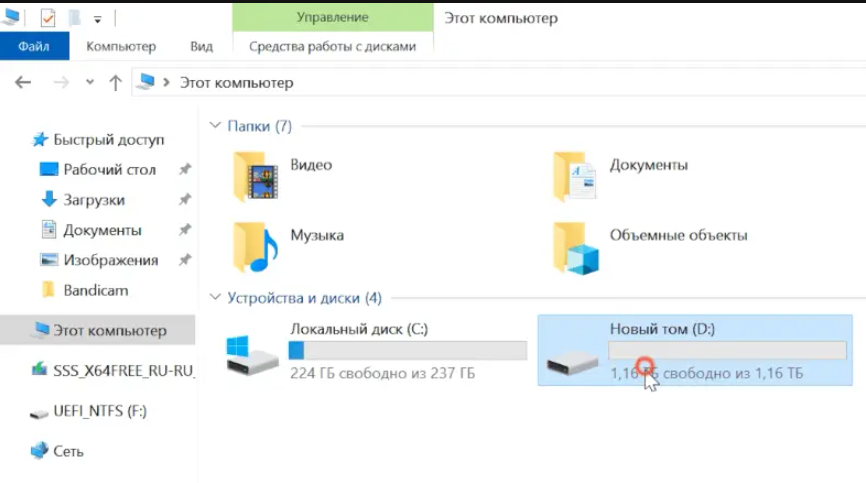 Управление
Этот компьютер
Файл
Компьютер
Вид
Средства работы с дисками
Этот компьютер
Быстрый доступ
Рабочий стол
Загрузки
Документы
Изображения
Bandicam
Этот компьютер
SSS_X64FREE_RU-RU_
UEFI_NTFS (F:)
Сеть
Папки (7)
Видео
Документы
Музыка
Объемные объекты
Устройства и диски (4)
Локальный диск (C:)
224 ГБ свободно из 237 ГБ
Новый том (D:)
1,16 ТБ свободно из 1,16 ТБ